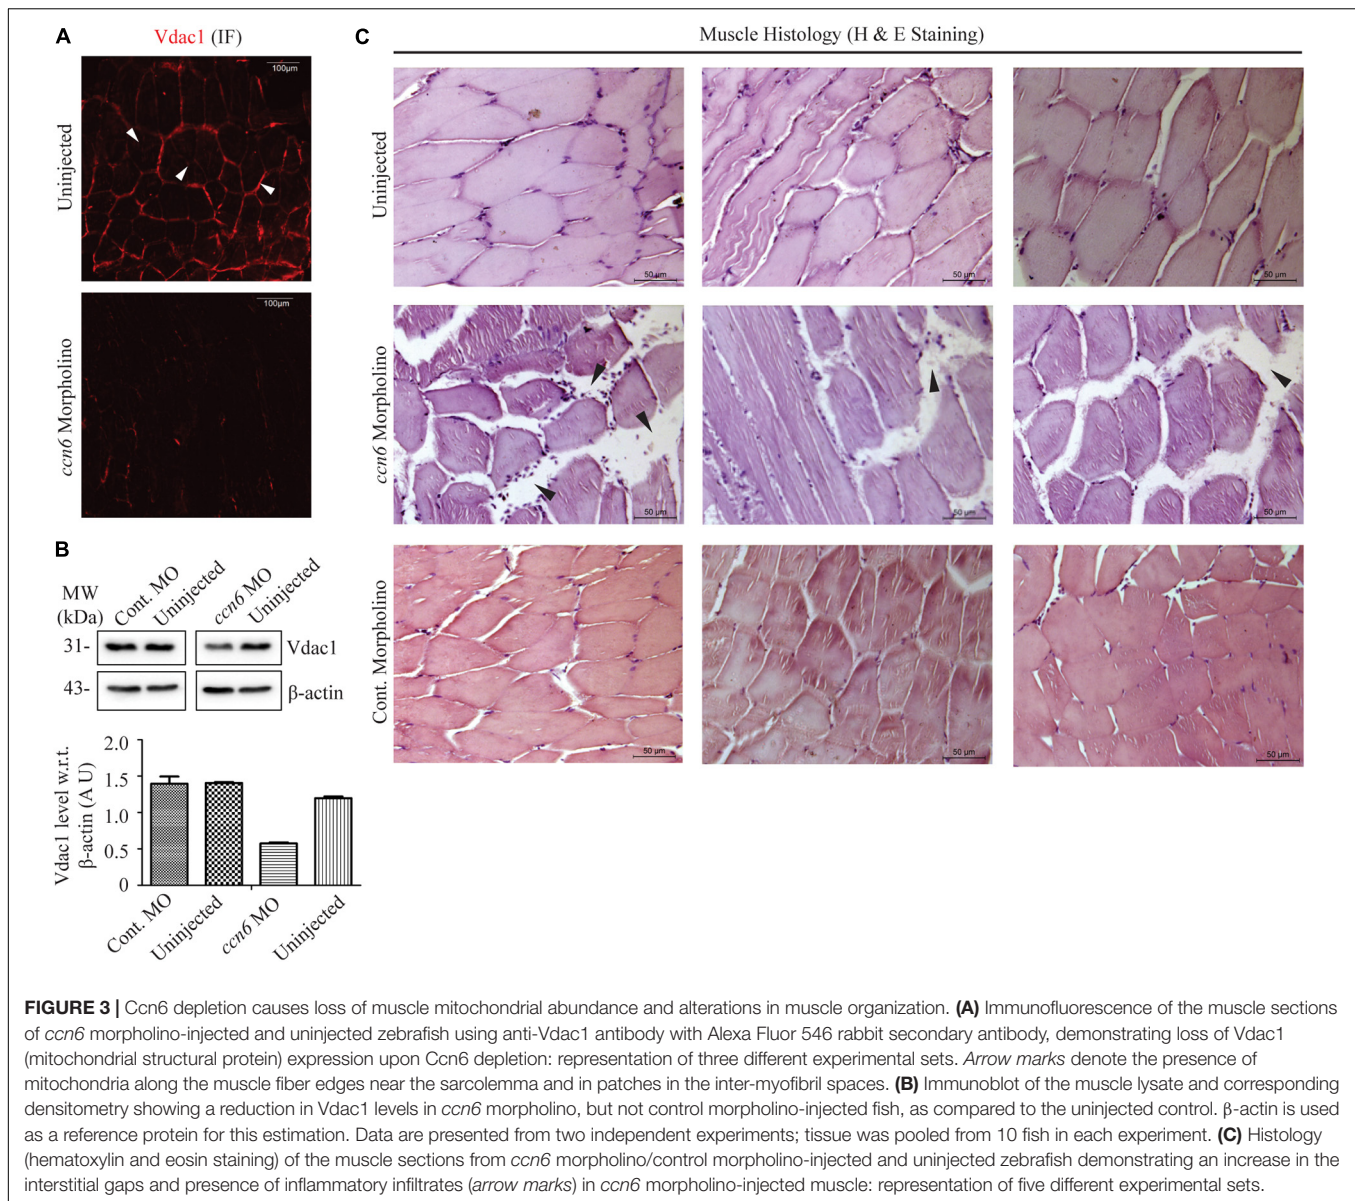 A
Vdac1 (IF)
Uninjected
100µm
ccn6 Morpholino
100µm
B
MW
(kDa)
Cont. MO
Uninjected
ccn6 MO
Uninjected
31-
Vdac1
43-
β-actin
Vdac1 level w.r.t.
β-actin (A U)
2.0
1.5
1.0
0.5
0
Cont. MO
Uninjected
ccn6 MO
Uninjected
C
Muscle Histology (H & E Staining)
Uninjected
50 µm
50 µm
50 µm
ccn6 Morpholino
50 µm
50 µm
50 µm
Cont. Morpholino
50 µm
50 µm
50 µm
FIGURE 3 | Ccn6 depletion causes loss of muscle mitochondrial abundance and alterations in muscle organization. (A) Immunofluorescence of the muscle sections
of ccn6 morpholino-injected and uninjected zebrafish using anti-Vdac1 antibody with Alexa Fluor 546 rabbit secondary antibody, demonstrating loss of Vdac1
(mitochondrial structural protein) expression upon Ccn6 depletion: representation of three different experimental sets. Arrow marks denote the presence of
mitochondria along the muscle fiber edges near the sarcolemma and in patches in the inter-myofibril spaces. (B) Immunoblot of the muscle lysate and corresponding
densitometry showing a reduction in Vdac1 levels in ccn6 morpholino, but not control morpholino-injected fish, as compared to the uninjected control. β-actin is used
as a reference protein for this estimation. Data are presented from two independent experiments; tissue was pooled from 10 fish in each experiment. (C) Histology
(hematoxylin and eosin staining) of the muscle sections from ccn6 morpholino/control morpholino-injected and uninjected zebrafish demonstrating an increase in the
interstitial gaps and presence of inflammatory infiltrates (arrow marks) in ccn6 morpholino-injected muscle: representation of five different experimental sets.